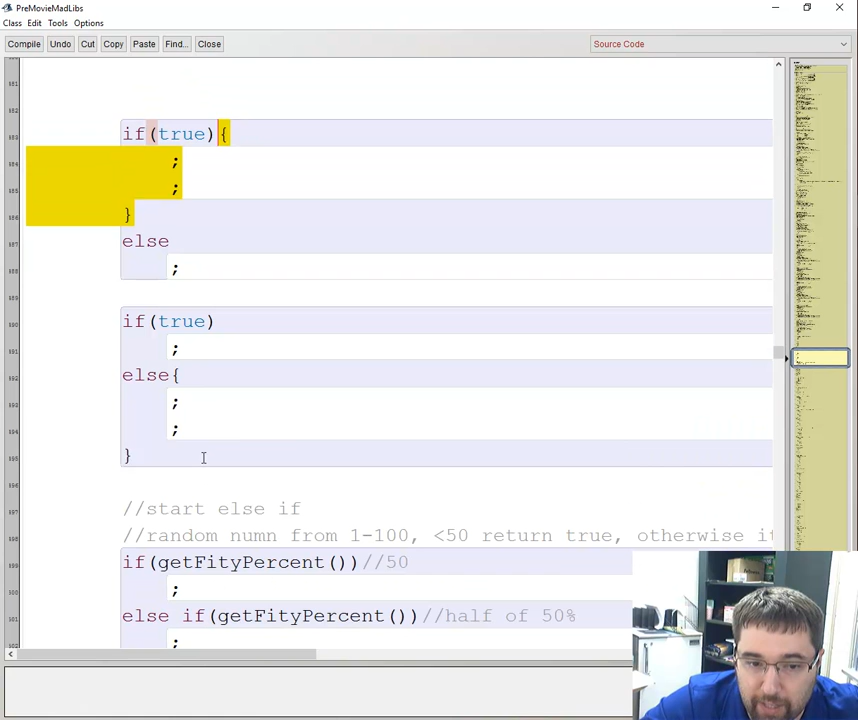 PreMovieMadLibs
Class Edit Tools Options
Compile Undo Cut Copy Paste Find... Close Source Code
if(true){
;
;
}
else
;
if(true)
;
else{
;
;
}
//start else if
//random numn from 1-100, <50 return true, otherwise it
if(getFityPercent())//50
;
else if(getFityPercent())//half of 50%
;